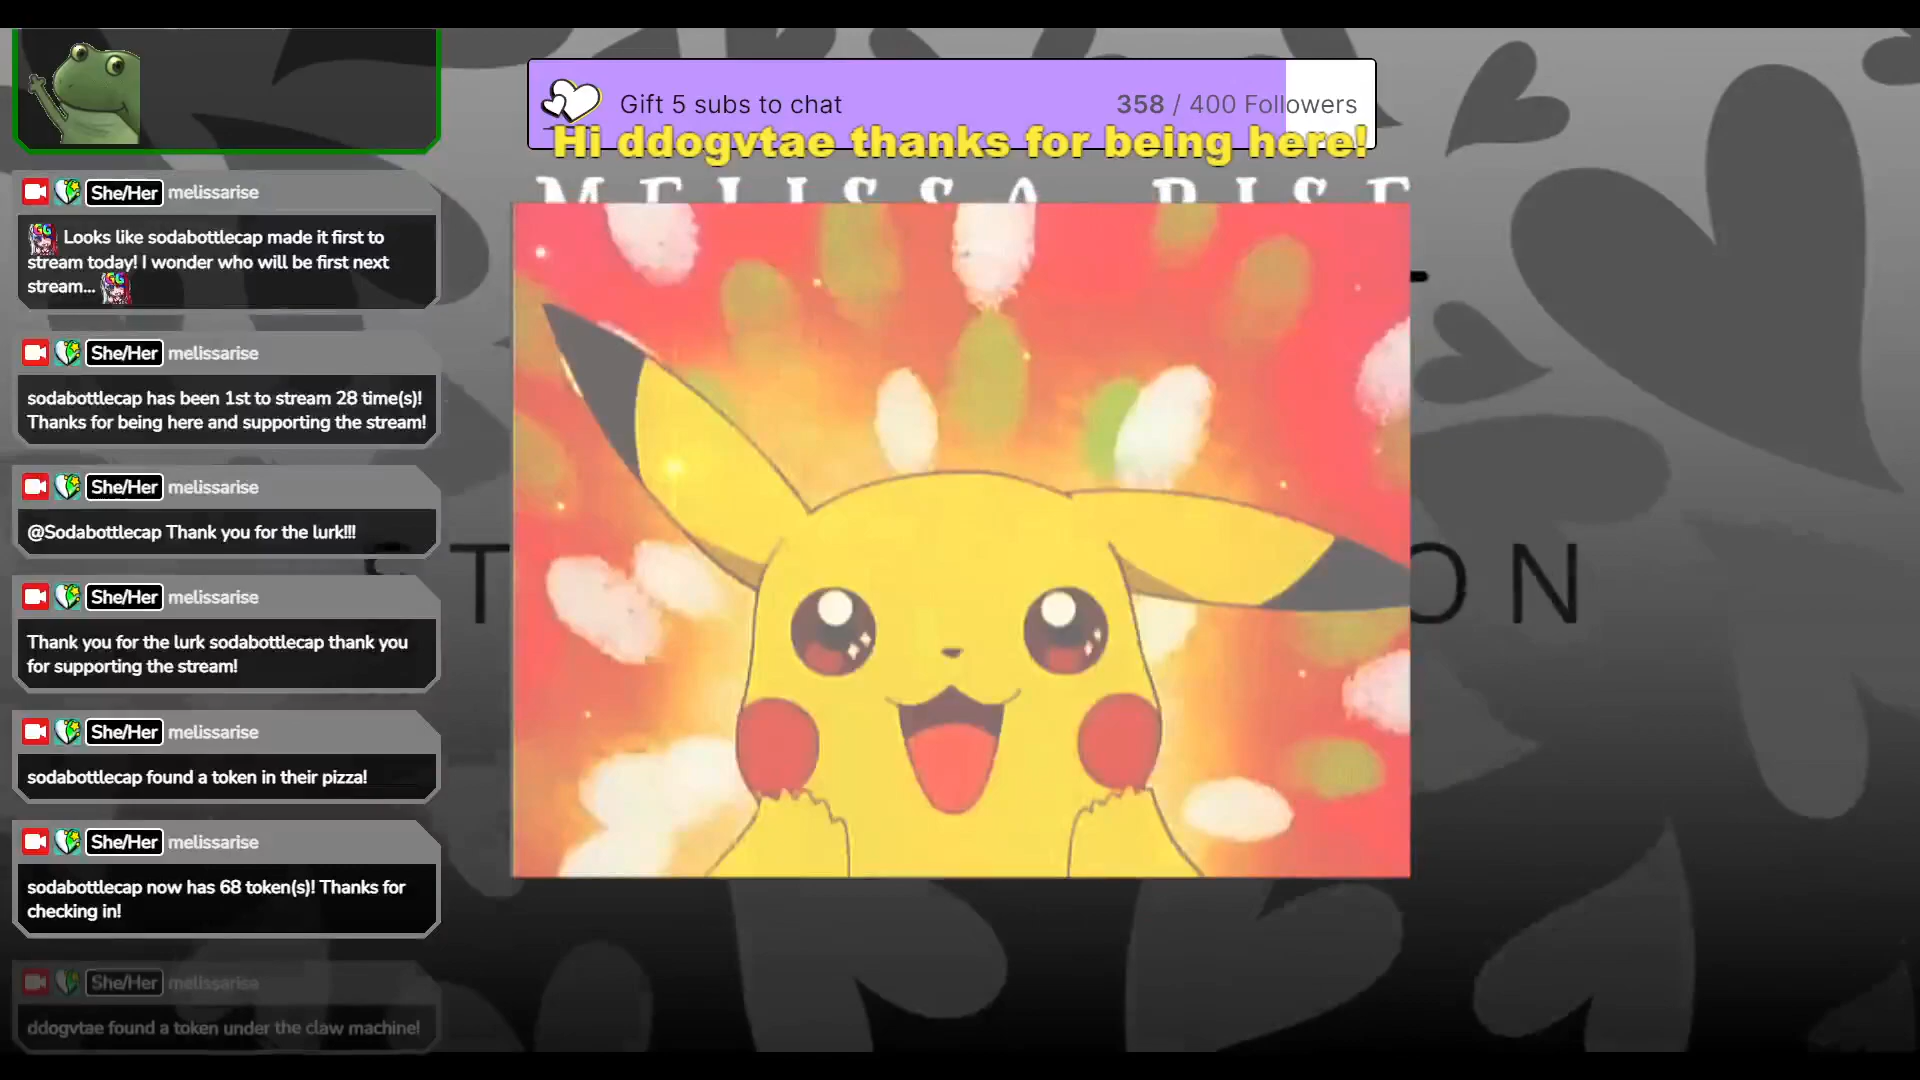 Gift 5 subs to chat 358 / 400 Followers
Hi ddogvtae thanks for being here!
MELISSA RISE
She/Her melissarise
GG Looks like sodabottlecap made it first to
stream today! I wonder who will be first next
stream... GG
She/Her melissarise
sodabottlecap has been 1st to stream 28 time(s)!
Thanks for being here and supporting the stream!
She/Her melissarise
@Sodabottlecap Thank you for the lurk!!!
She/Her melissarise
Thank you for the lurk sodabottlecap thank you
for supporting the stream!
She/Her melissarise
sodabottlecap found a token in their pizza!
She/Her melissarise
sodabottlecap now has 68 token(s)! Thanks for
checking in!
She/Her melissarise
ddogvtae found a token under the claw machine!